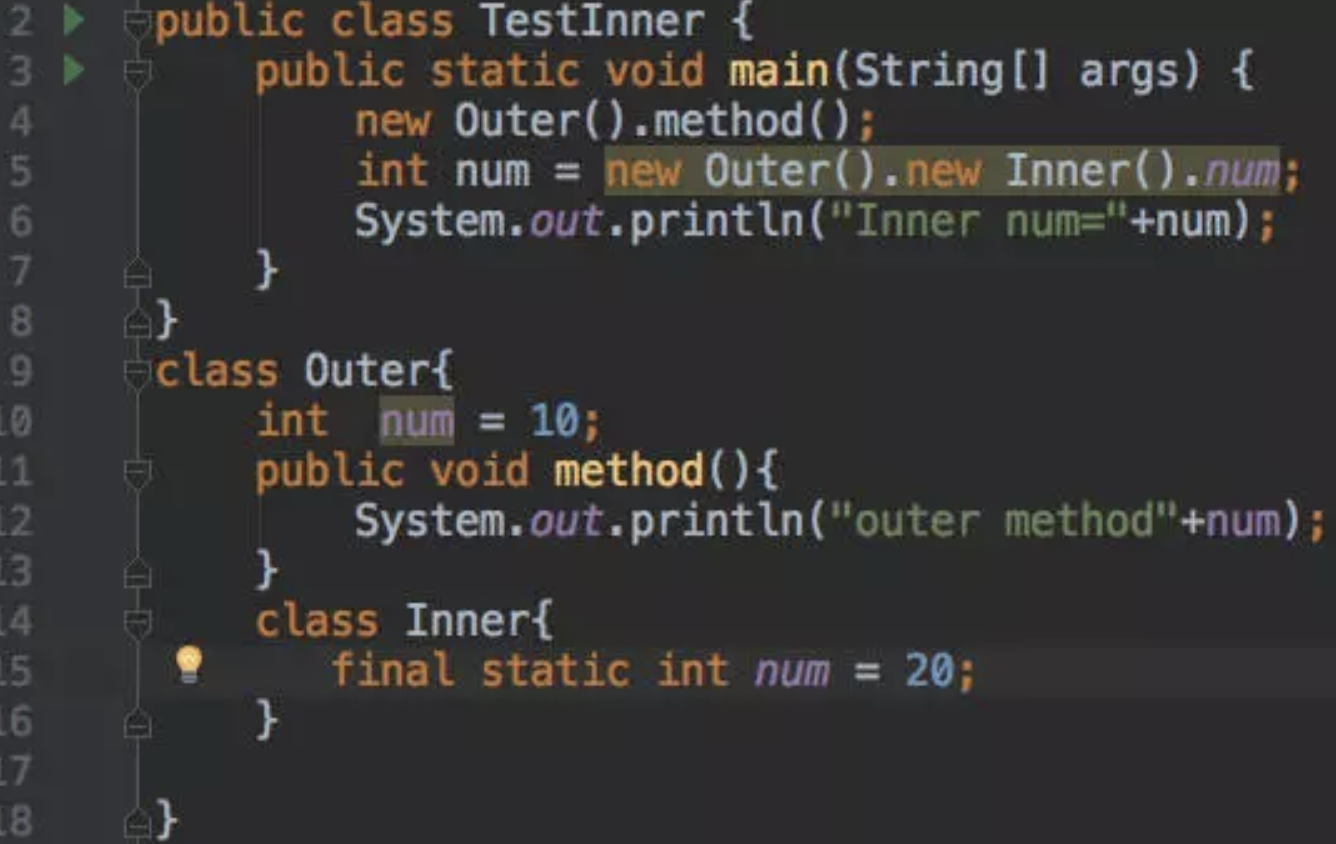 2 public class TestInner {
3 public static void main(String[] args) {
4 new Outer().method();
5 int num = new Outer().new Inner().num;
6 System.out.println("Inner num="+num);
7 }
8 }
9 class Outer{
10 int  num = 10;
11 public void method(){
12 System.out.println("outer method"+num);
13 }
14 class Inner{
15 final static int num = 20;
16 }
17
18 }